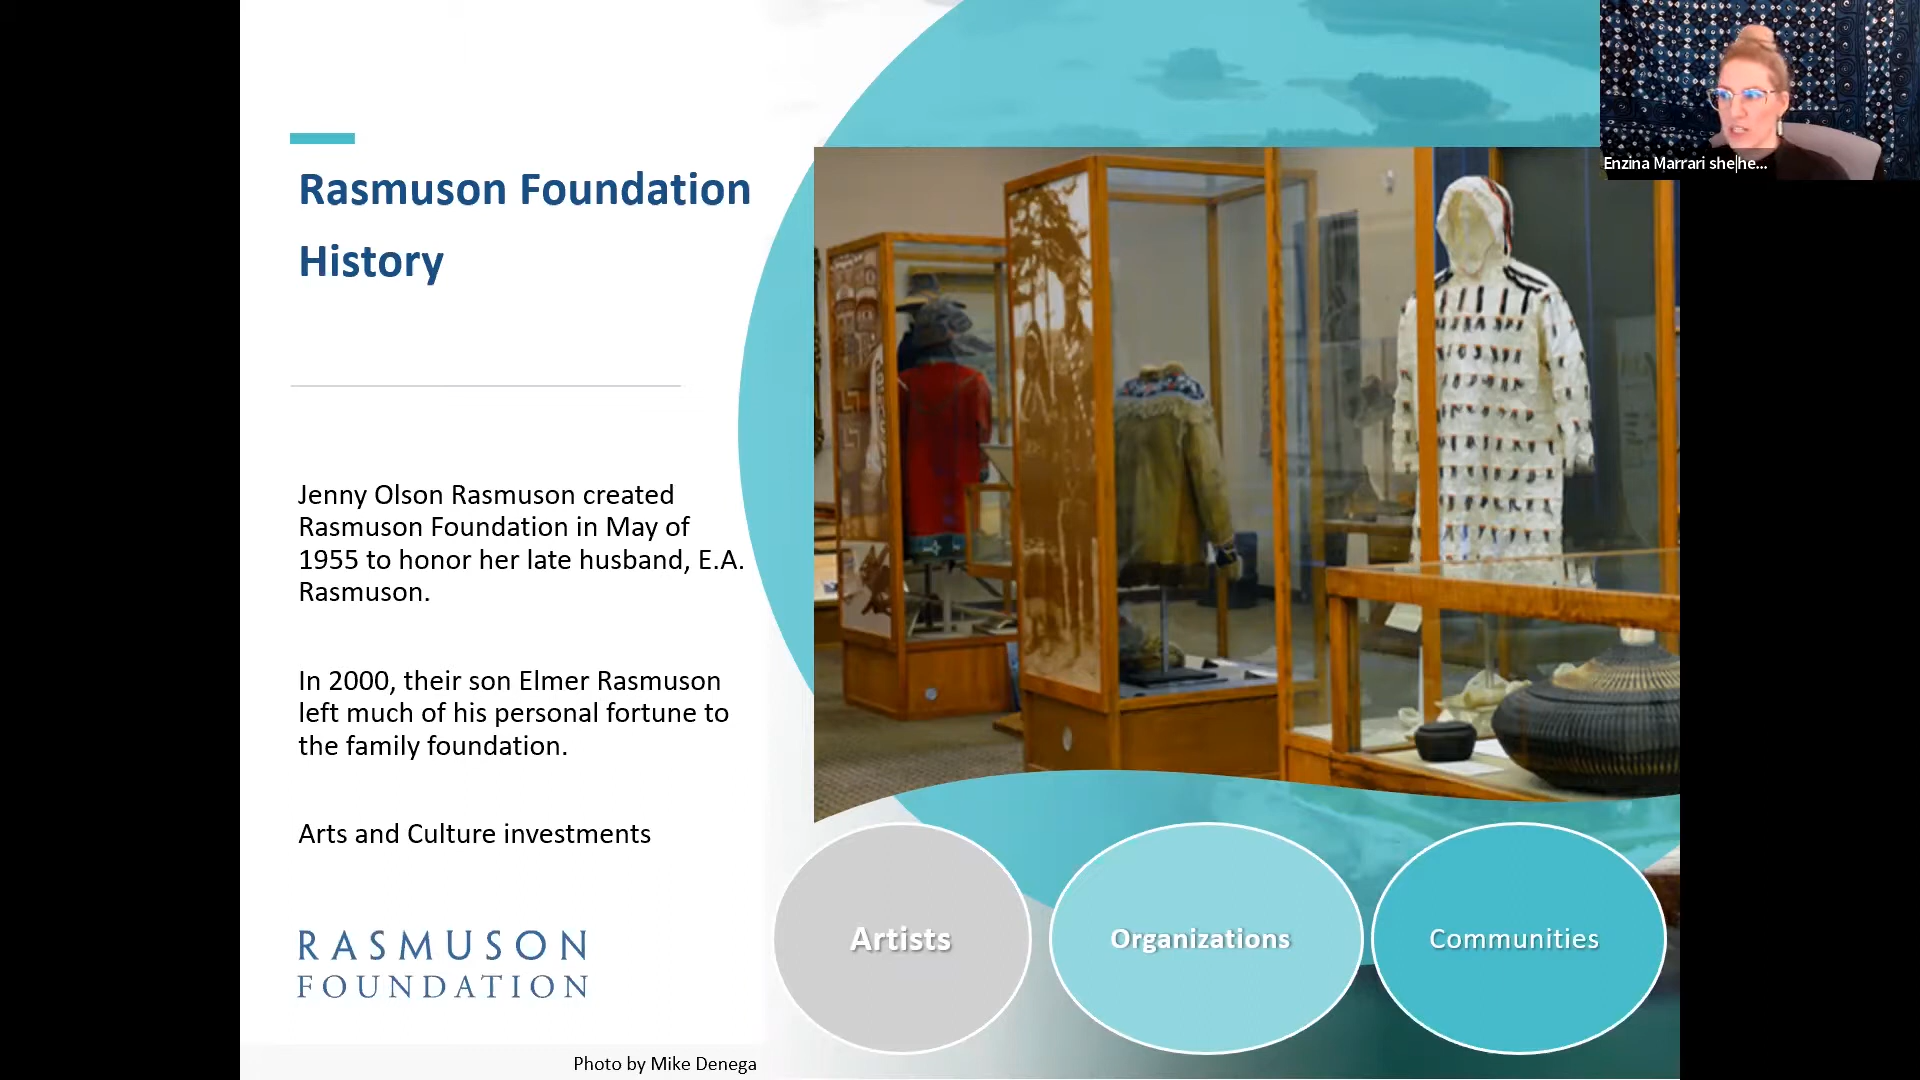 Rasmuson Foundation
History
Jenny Olson Rasmuson created
Rasmuson Foundation in May of
1955 to honor her late husband, E.A.
Rasmuson.
In 2000, their son Elmer Rasmuson
left much of his personal fortune to
the family foundation.
Arts and Culture investments
RASMUSON
FOUNDATION
Photo by Mike Denega
Artists
Organizations
Communities
Enzina Marrari she|he...